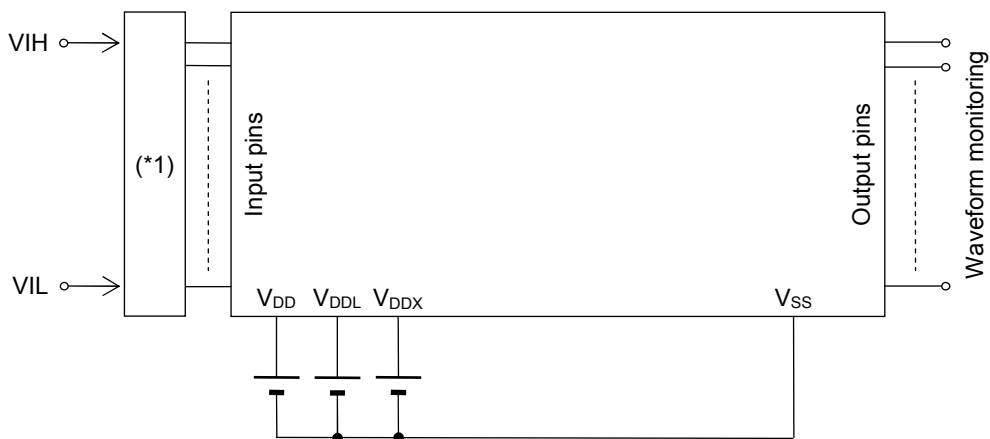 VIH
(*1)
VIL
Input pins
Output pins
Waveform monitoring
VDD VDDL VDDX VSS